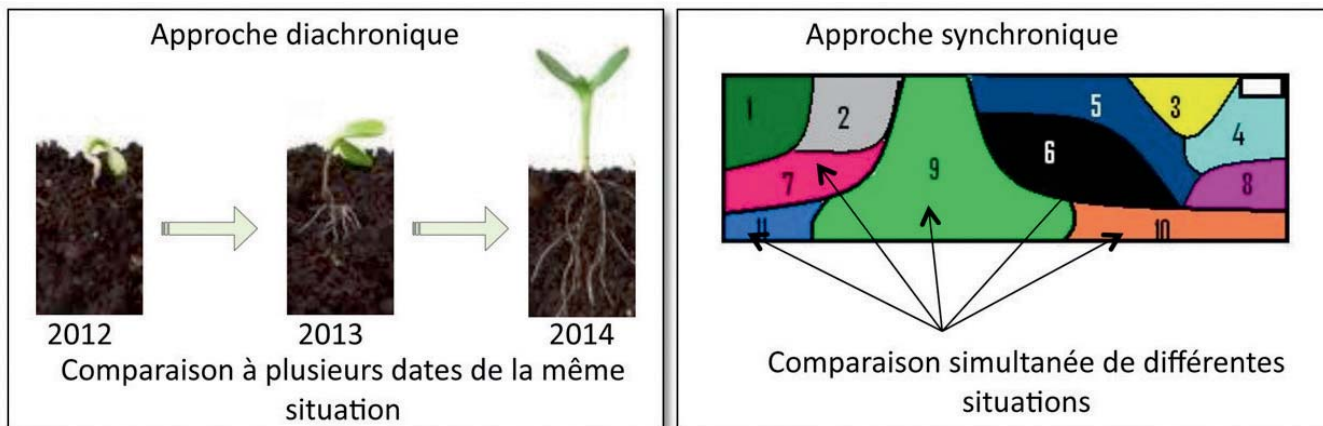 Approche diachronique
2012
2013
2014
Comparaison à plusieurs dates de la même
situation
Approche synchronique
1
2
5
3
4
6
7
9
8
11
10
Comparaison simultanée de différentes
situations